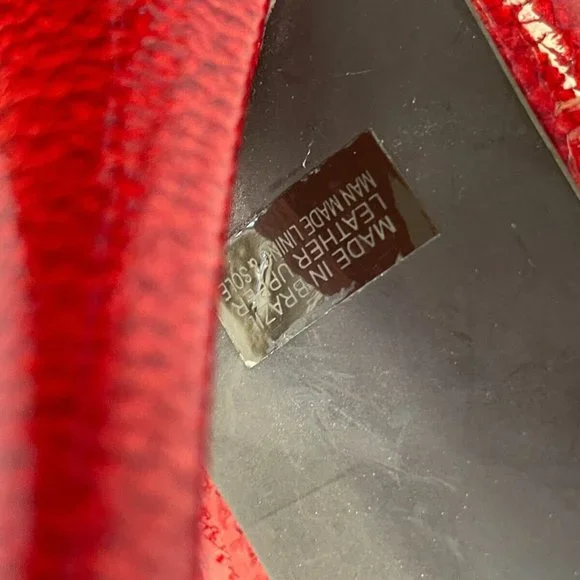 MADE IN BRAZIL
LEATHER UPPER
MAN MADE LINING & SOLE